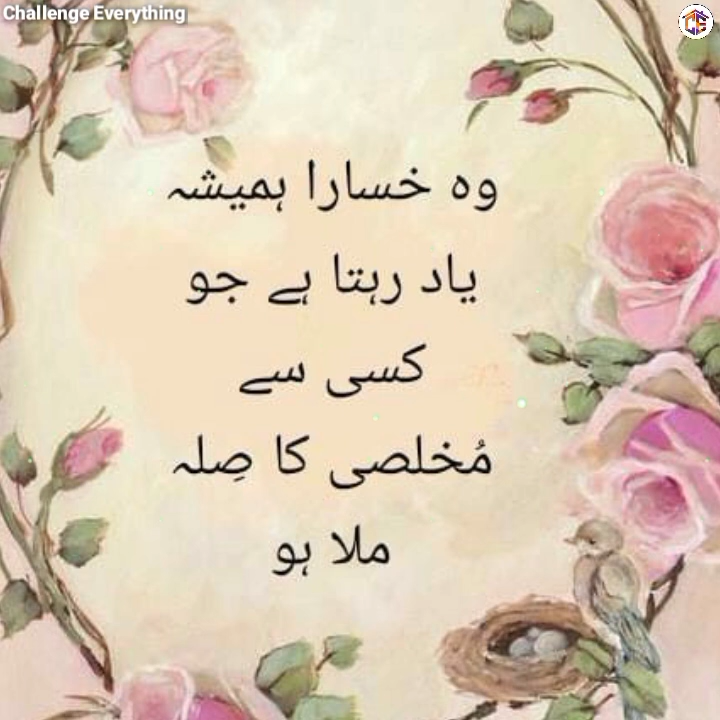 Challenge Everything
وہ خسارا ہمیشہ
یاد رہتا ہے جو
کسی سے
مُخلصی کا صِلہ
ملا ہو